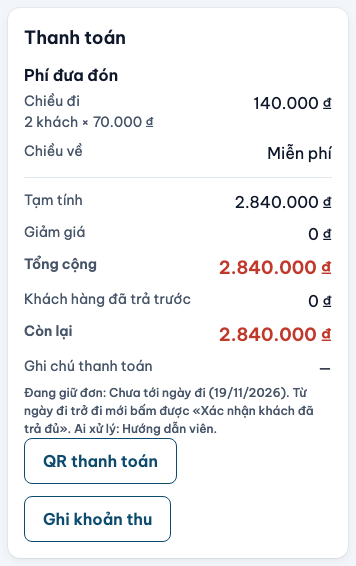 Thanh toán
Phí đưa đón
Chiều đi
140.000 ₫
2 khách × 70.000 ₫
Chiều về
Miễn phí
Tạm tính
2.840.000 ₫
Giảm giá
0 ₫
Tổng cộng
2.840.000 ₫
Khách hàng đã trả trước
0 ₫
Còn lại
2.840.000 ₫
Ghi chú thanh toán
—
Đang giữ đơn: Chưa tới ngày đi (19/11/2026). Từ
ngày đi trở đi mới bấm được «Xác nhận khách đã
trả đủ». Ai xử lý: Hướng dẫn viên.
QR thanh toán
Ghi khoản thu